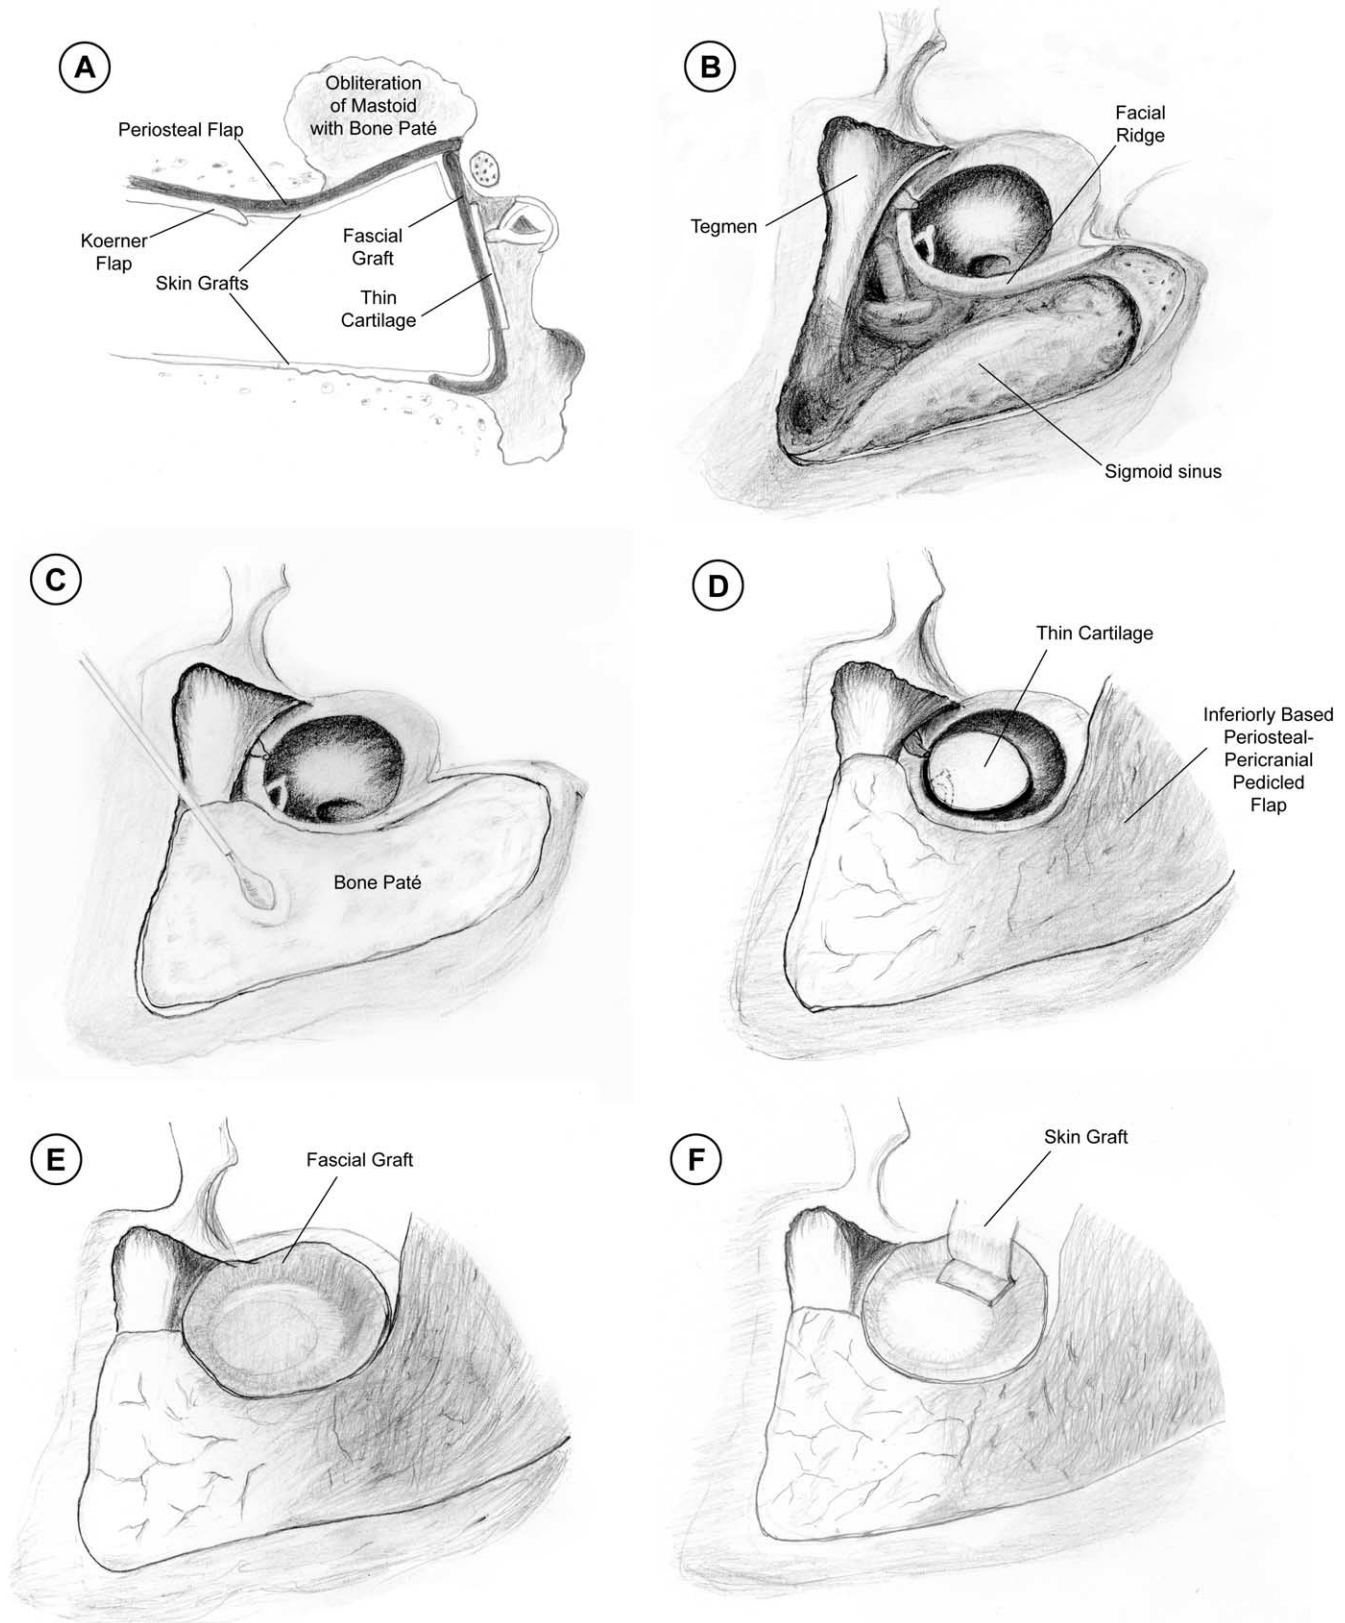 A
Obliteration
of Mastoid
with Bone Paté
Periosteal Flap
Koerner
Flap
Skin Grafts
Fascial
Graft
Thin
Cartilage
B
Facial
Ridge
Tegmen
Sigmoid sinus
C
Bone Paté
D
Thin Cartilage
Inferiorly Based
Periosteal-
Pericranial
Pedicled
Flap
E
Fascial Graft
F
Skin Graft